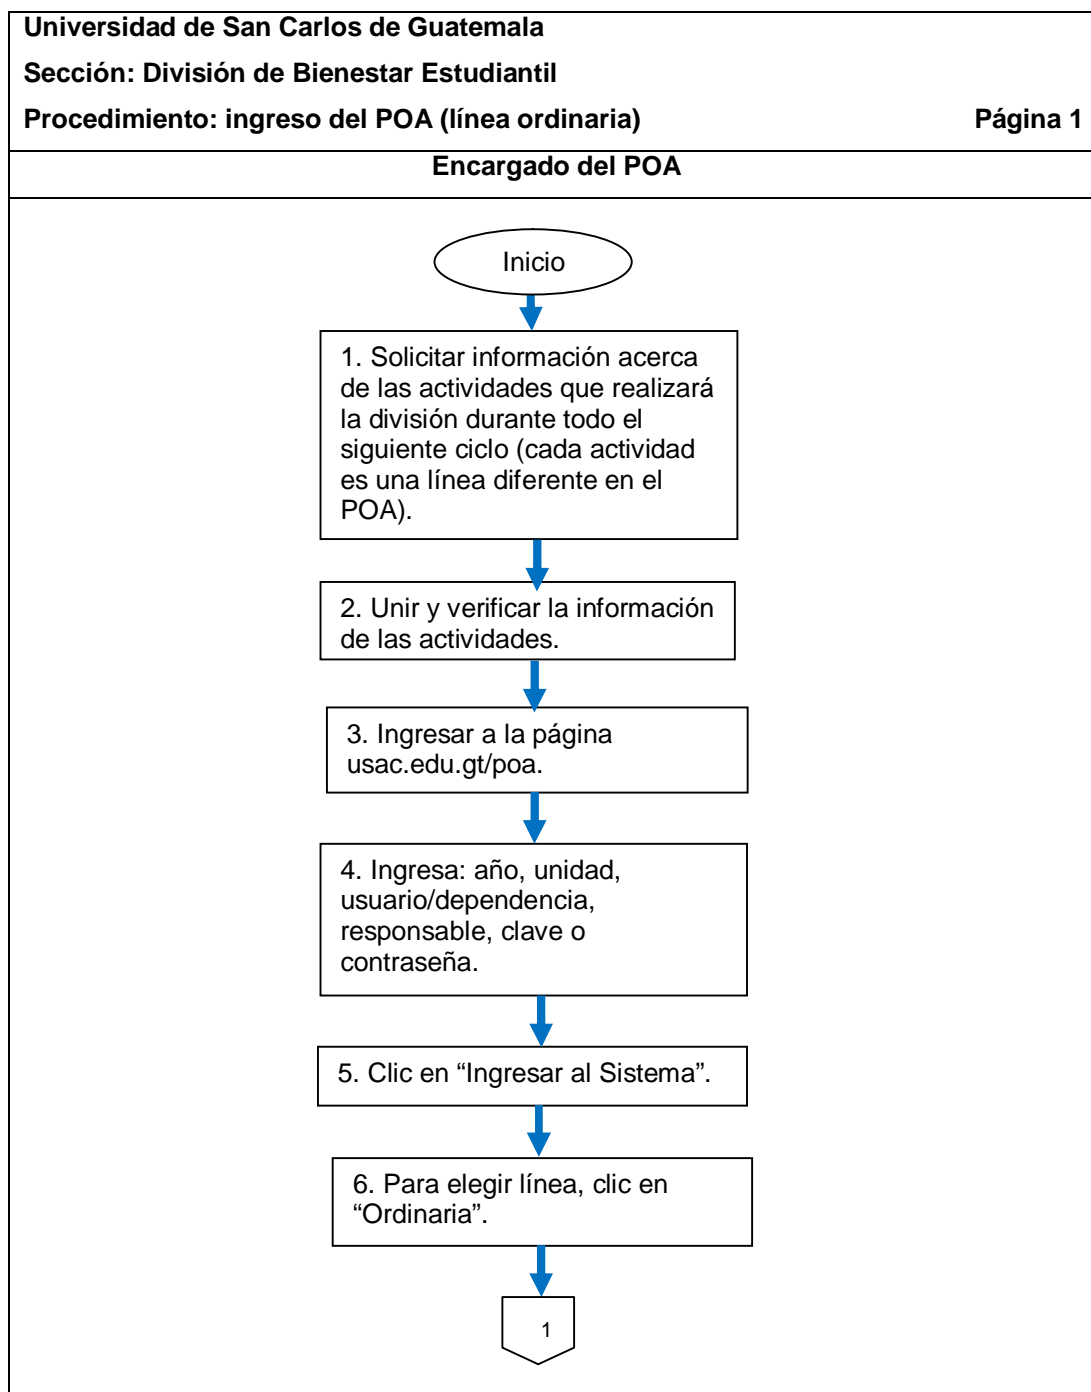 Universidad de San Carlos de Guatemala
Sección: División de Bienestar Estudiantil
Procedimiento: ingreso del POA (línea ordinaria) Página 1
Encargado del POA
Inicio
1. Solicitar información acerca
de las actividades que realizará
la división durante todo el
siguiente ciclo (cada actividad
es una línea diferente en el
POA).
2. Unir y verificar la información
de las actividades.
3. Ingresar a la página
usac.edu.gt/poa.
4. Ingresa: año, unidad,
usuario/dependencia,
responsable, clave o
contraseña.
5. Clic en “Ingresar al Sistema”.
6. Para elegir línea, clic en
“Ordinaria”.
1